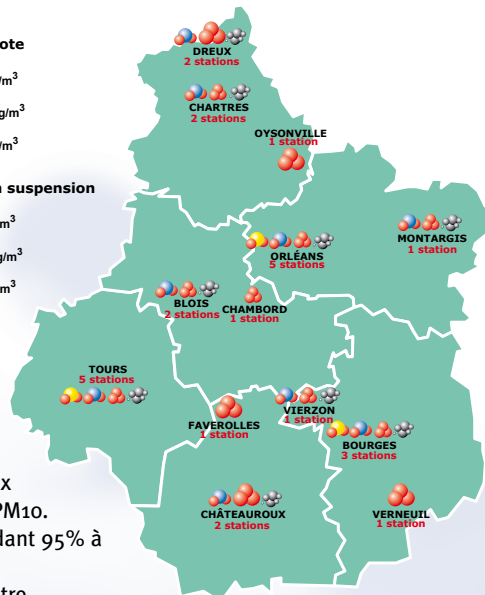 ote
/m³
g/m³
/m³
n suspension
/m³
g/m³
/m³
DREUX
2 stations
CHARTRES
2 stations
OYSONVILLE
1 station
MONTARGIS
1 station
ORLÉANS
5 stations
BLOIS
2 stations
CHAMBORD
1 station
TOURS
5 stations
FAVEROLLES
1 station
VIERZON
1 station
BOURGES
3 stations
CHÂTEAUROUX
2 stations
VERNEUIL
1 station
x
PM10.
dant 95% à